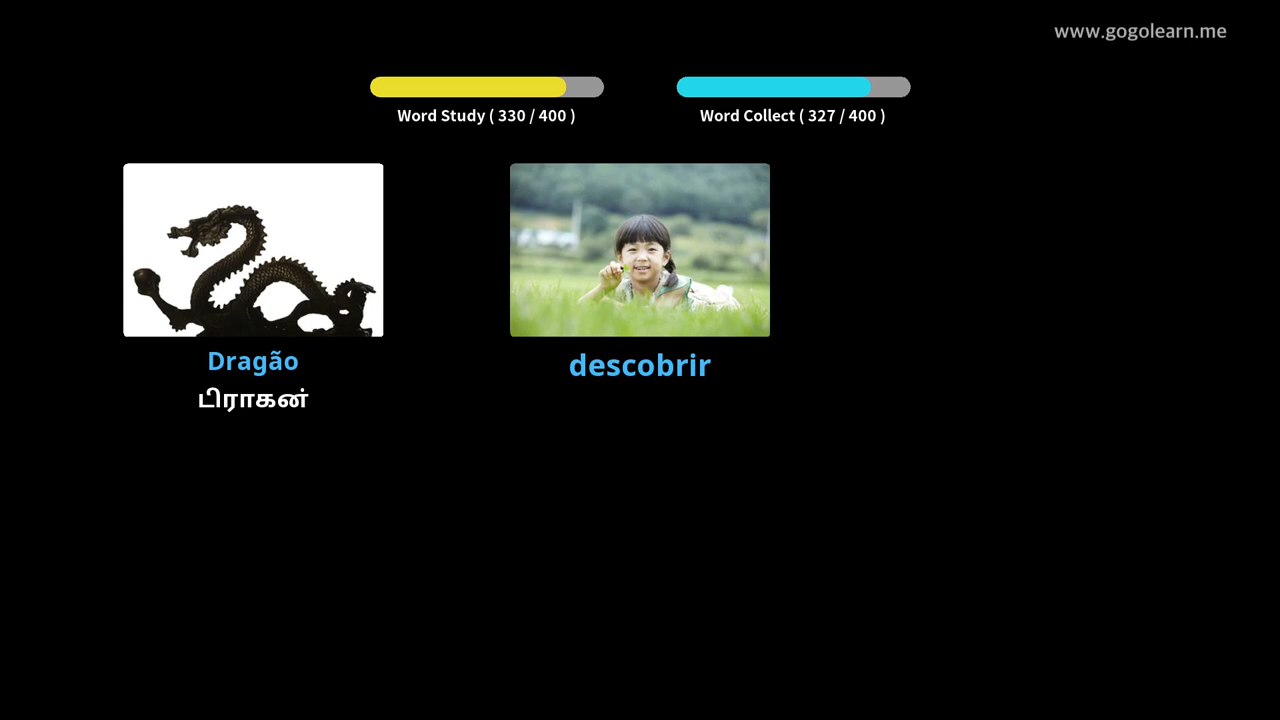 www.gogolearn.me
Word Study ( 330 / 400 )
Word Collect ( 327 / 400 )
Dragão
பிராகன்
descobrir